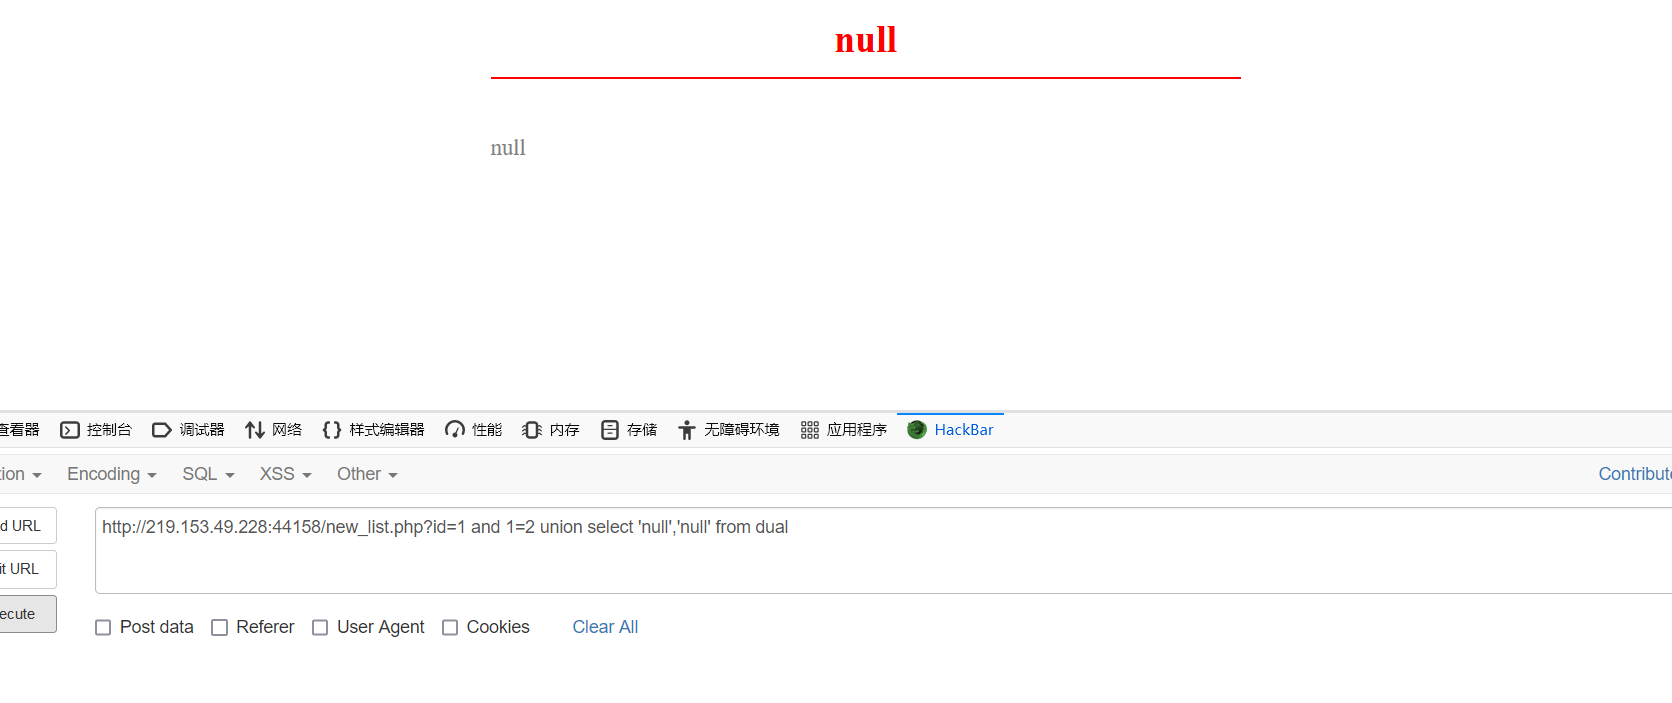 null
null
查看器 控制台 调试器 网络 样式编辑器 性能 内存 存储 无障碍环境 应用程序 HackBar
tion Encoding SQL XSS Other Contribute
d URL
http://219.153.49.228:44158/new_list.php?id=1 and 1=2 union select 'null','null' from dual
it URL
ecute
Post data Referer User Agent Cookies Clear All